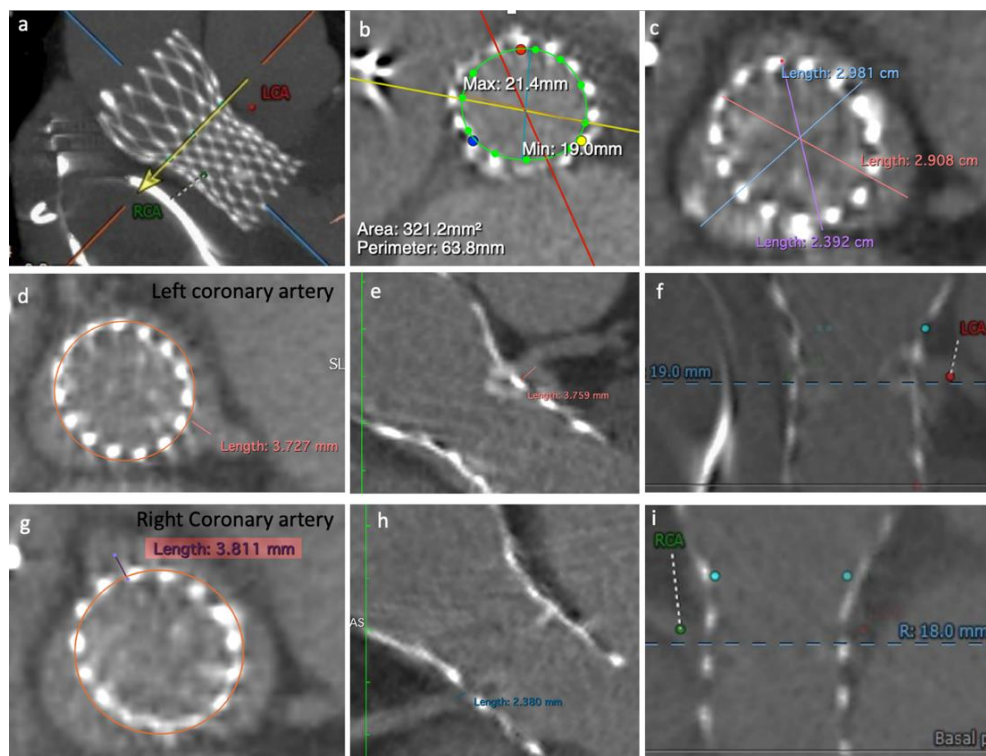 a
LCA
RCA
b
Max: 21.4mm
Min: 19.0mm
Area: 321.2mm²
Perimeter: 63.8mm
c
Length: 2.981 cm
Length: 2.908 cm
Length: 2.392 cm
d
Left coronary artery
SL
Length: 3.727 mm
e
Length: 3.759 mm
f
LCA
19.0 mm
g
Right Coronary artery
Length: 3.811 mm
h
AS
Length: 2.380 mm
i
RCA
R: 18.0 mm
Basal p